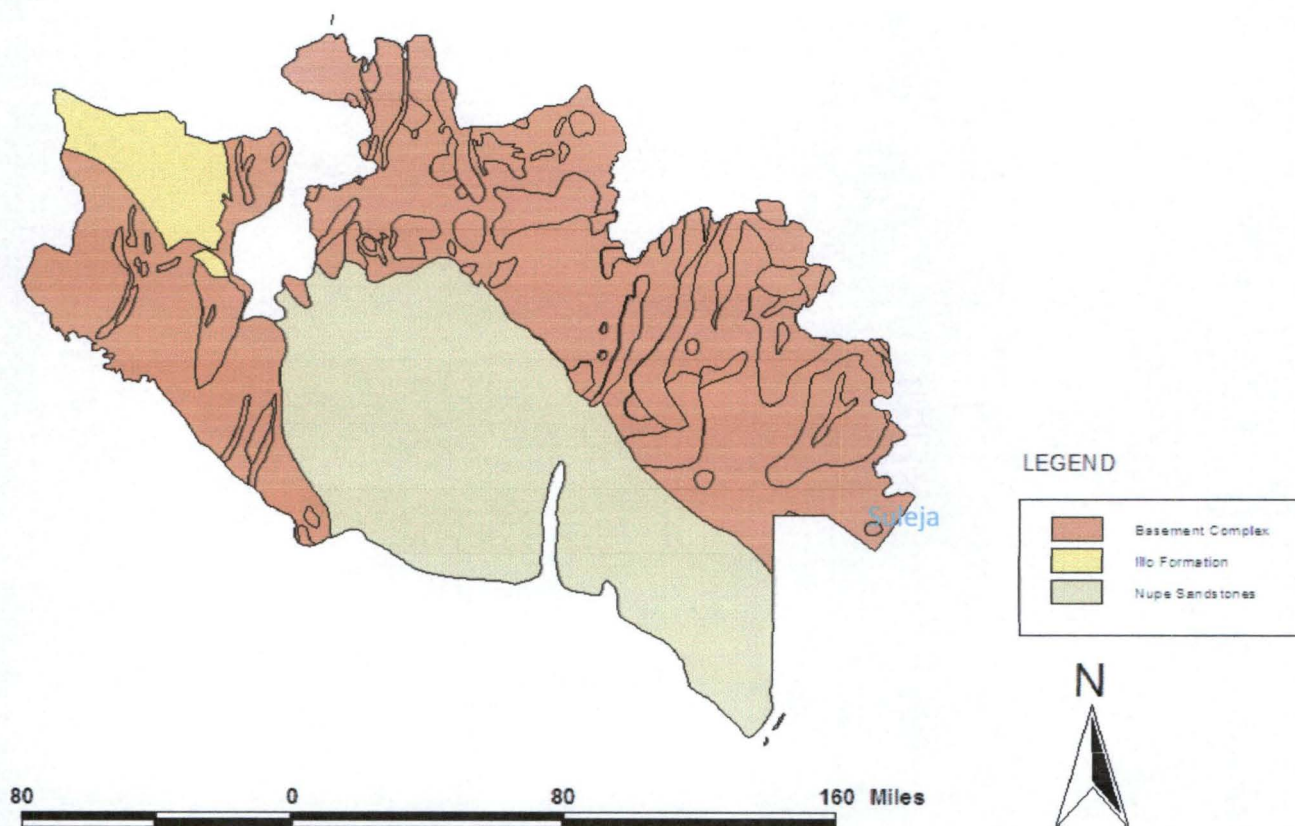 Suleja
LEGEND
Basement Complex
Illo Formation
Nupe Sandstones
N
80 0 80 160 Miles